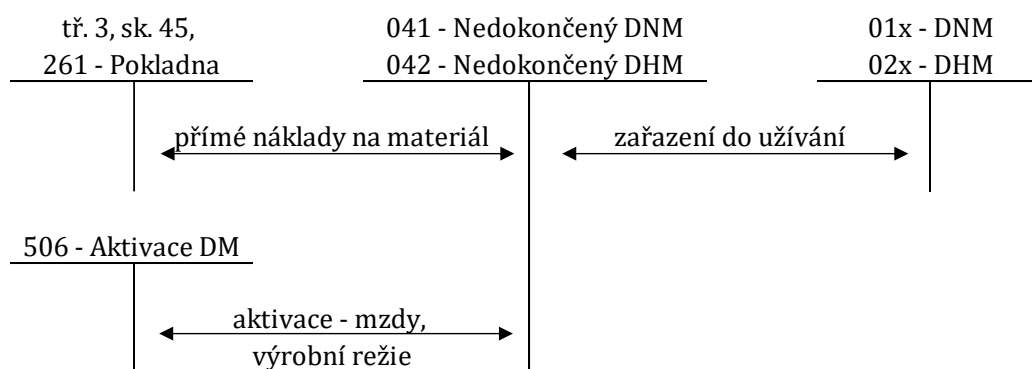 tř. 3, sk. 45,
261 - Pokladna
041 - Nedokončený DNM
042 - Nedokončený DHM
01x - DNM
02x - DHM
přímé náklady na materiál
zařazení do užívání
506 - Aktivace DM
aktivace - mzdy,
výrobní režie